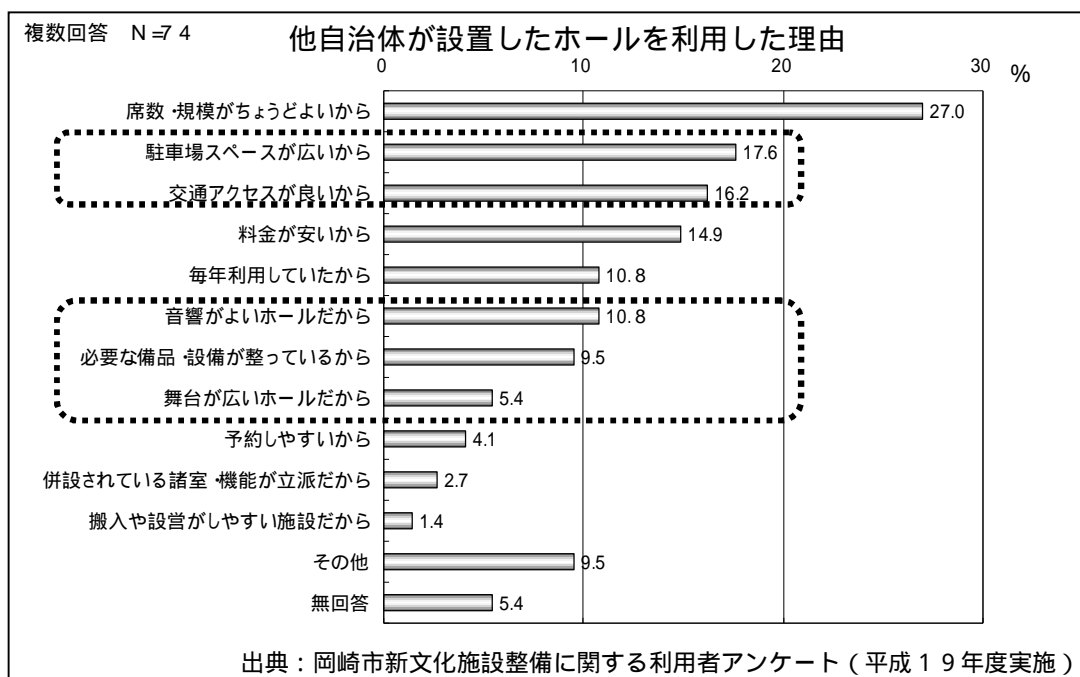 複数回答 N=74
他自治体が設置したホールを利用した理由
0 10 20 30 %
席数・規模がちょうどよいから 27.0
駐車場スペースが広いから 17.6
交通アクセスが良いから 16.2
料金が安いから 14.9
毎年利用していたから 10.8
音響がよいホールだから 10.8
必要な備品・設備が整っているから 9.5
舞台が広いホールだから 5.4
予約しやすいから 4.1
併設されている諸室・機能が立派だから 2.7
搬入や設営がしやすい施設だから 1.4
その他 9.5
無回答 5.4
出典：岡崎市新文化施設整備に関する利用者アンケート（平成１９年度実施）